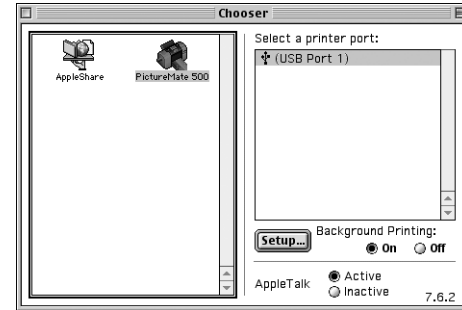 Chooser
AppleShare
PictureMate 500
Select a printer port:
(USB Port 1)
Setup...
Background Printing:
On Off
AppleTalk
Active
Inactive
7.6.2